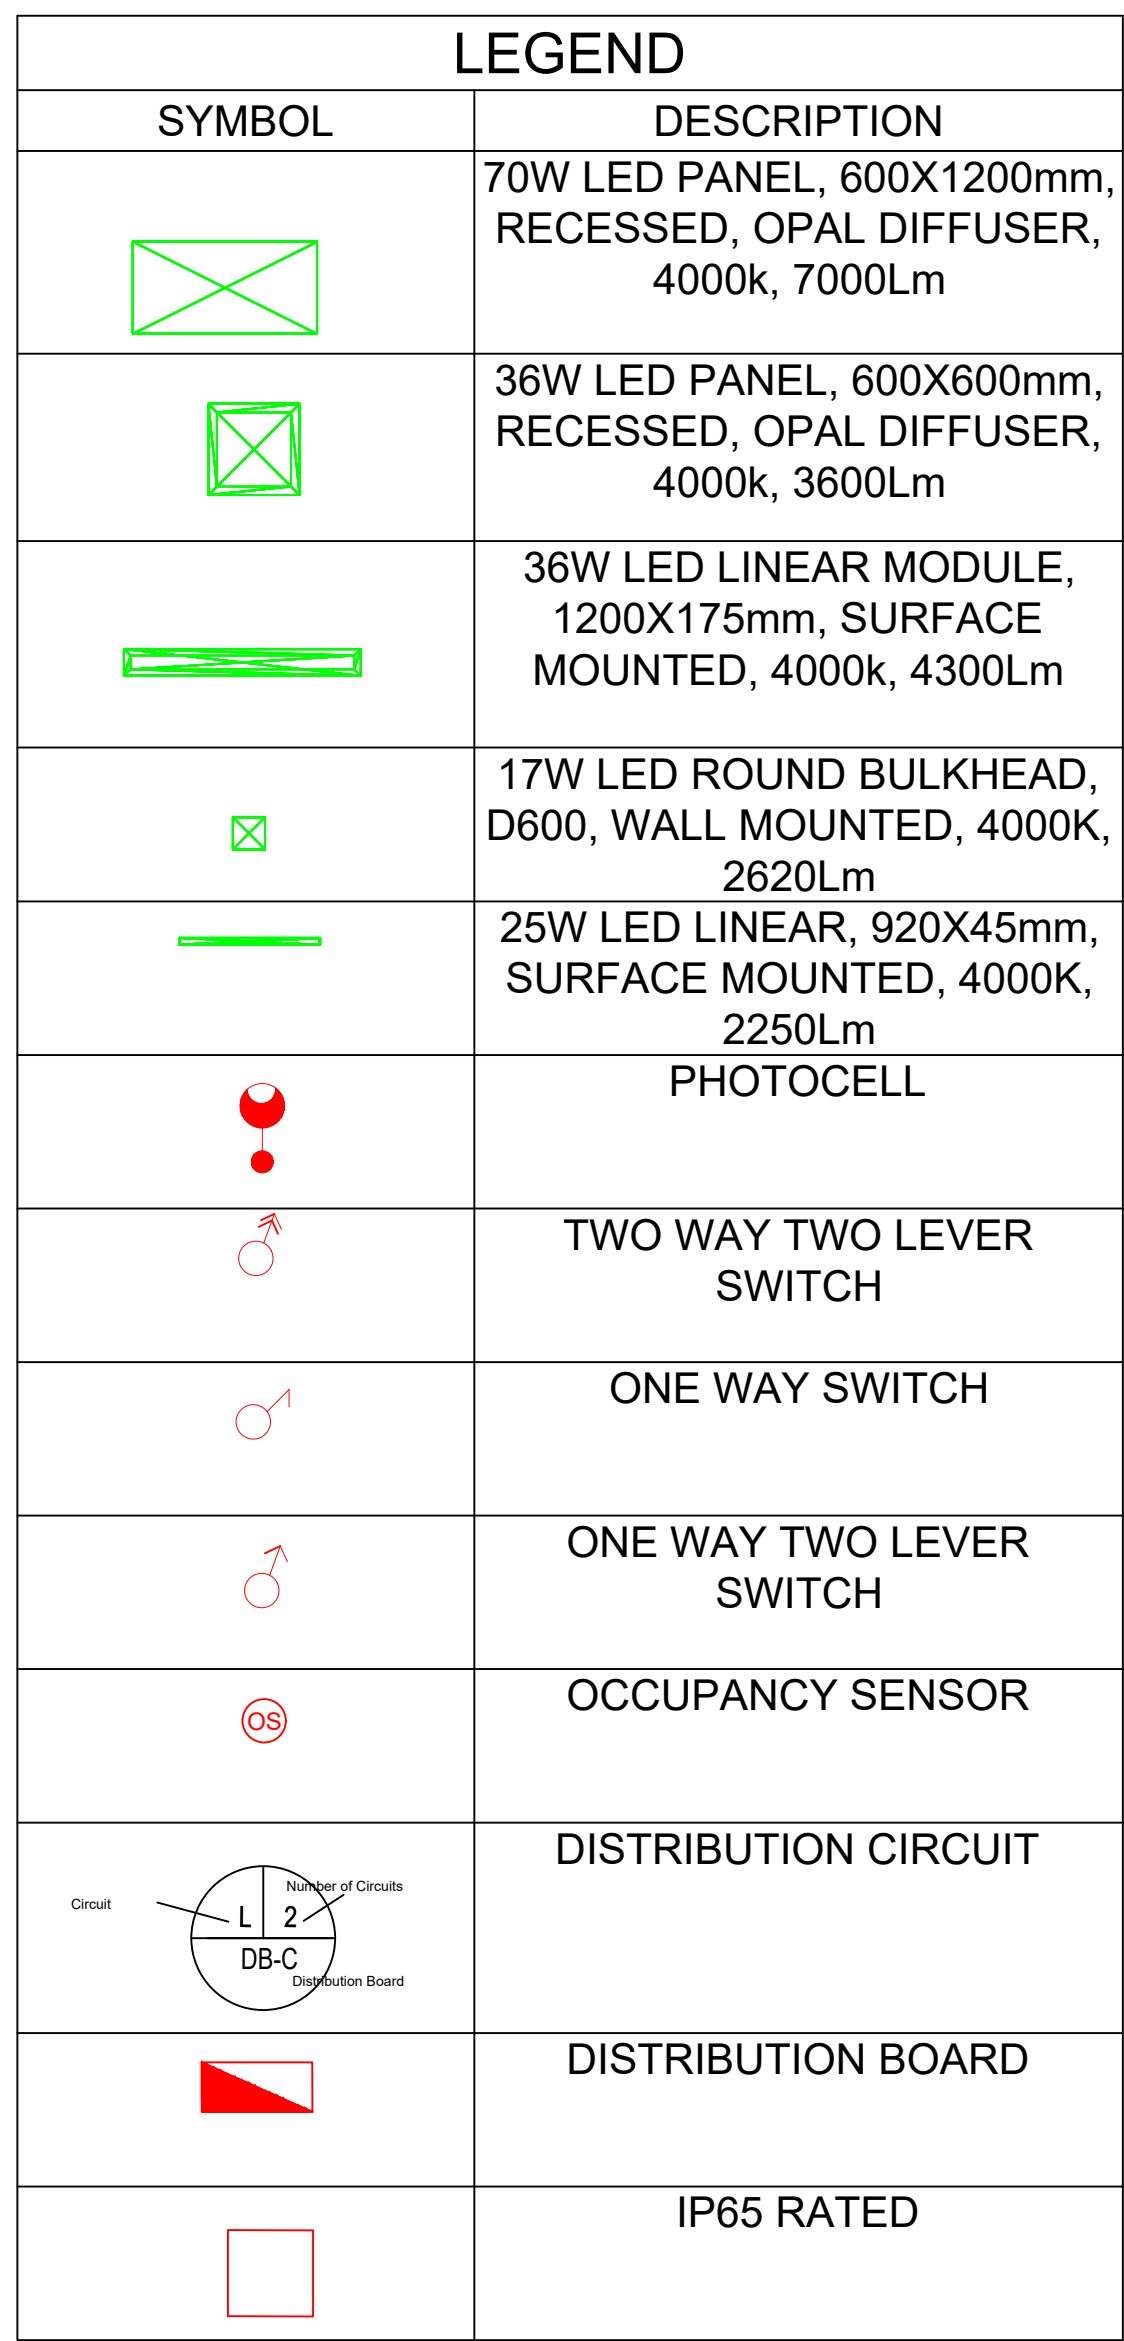 LEGEND
SYMBOL
DESCRIPTION
70W LED PANEL, 600X1200mm,
RECESSED, OPAL DIFFUSER,
4000k, 7000Lm
36W LED PANEL, 600X600mm,
RECESSED, OPAL DIFFUSER,
4000k, 3600Lm
36W LED LINEAR MODULE,
1200X175mm, SURFACE
MOUNTED, 4000k, 4300Lm
17W LED ROUND BULKHEAD,
D600, WALL MOUNTED, 4000K,
2620Lm
25W LED LINEAR, 920X45mm,
SURFACE MOUNTED, 4000K,
2250Lm
PHOTOCELL
TWO WAY TWO LEVER
SWITCH
ONE WAY SWITCH
ONE WAY TWO LEVER
SWITCH
OS
OCCUPANCY SENSOR
Circuit
Number of Circuits
L 2
DB-C
Distribution Board
DISTRIBUTION CIRCUIT
DISTRIBUTION BOARD
IP65 RATED